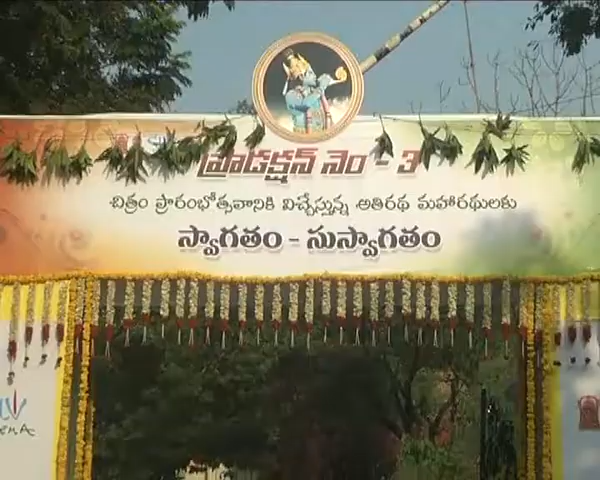 ప్రొడక్షన్ నెం - 3
చిత్రం ప్రారంభోత్సవానికి విచ్చేస్తున్న అతిరథ మహారథులకు
స్వాగతం - సుస్వాగతం